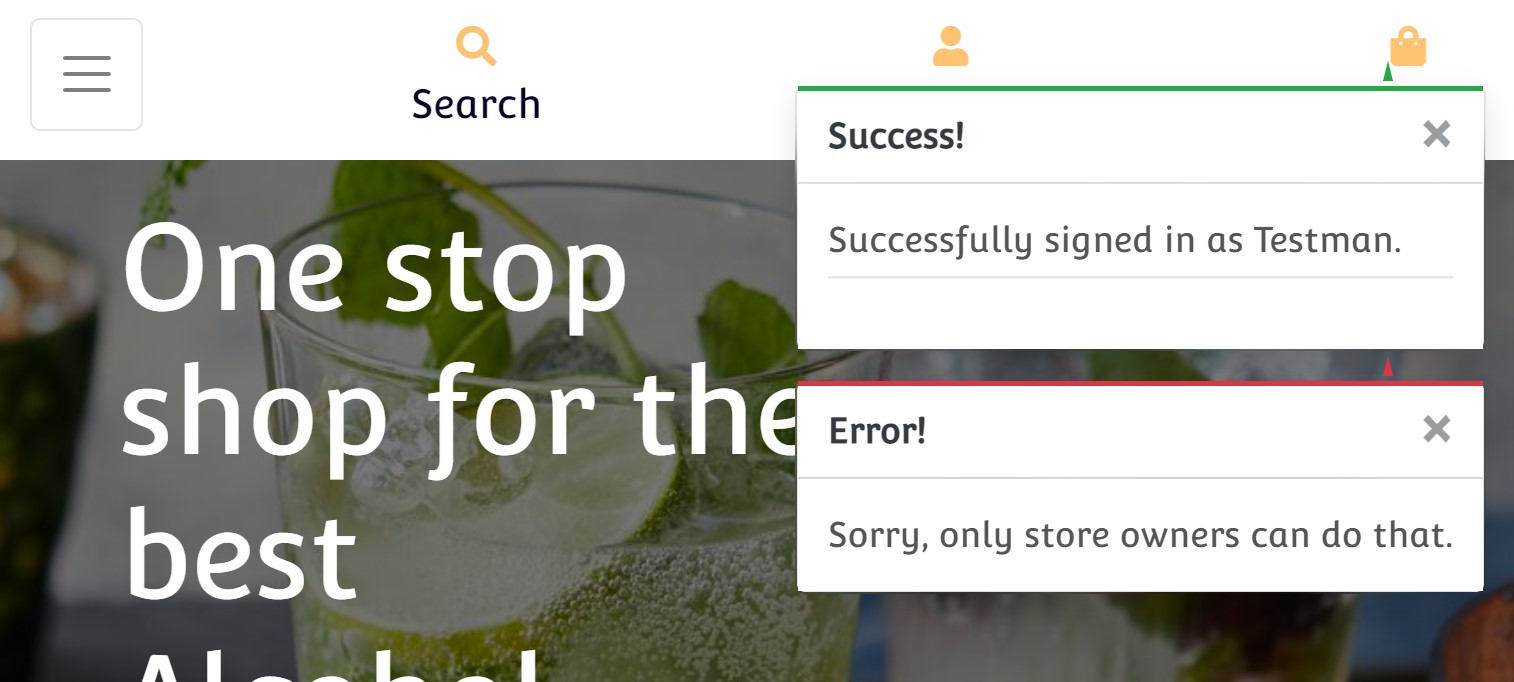 Search
Success!
Successfully signed in as Testman.
Error!
Sorry, only store owners can do that.
One stop
shop for the
best
Alcohol